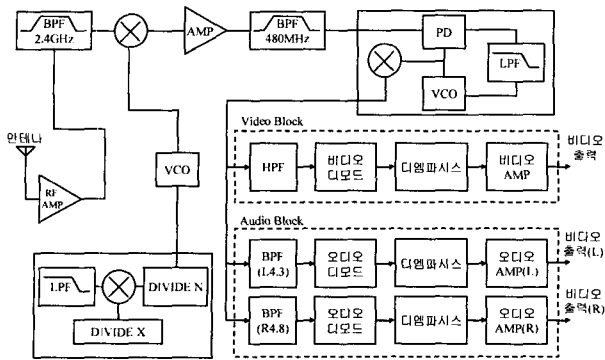 BPF
2.4GHz
AMP
BPF
480MHz
PD
LPF
VCO
안테나
RF
AMP
VCO
LPF
DIVIDE N
DIVIDE X
Video Block
HPF
비디오
디모드
디엠파시스
비디오
AMP
비디오
출력
Audio Block
BPF
(L4.3)
오디오
디모드
디엠파시스
오디오
AMP(L)
비디오
출력(L)
BPF
(R4.8)
오디오
디모드
디엠파시스
오디오
AMP(R)
비디오
출력(R)